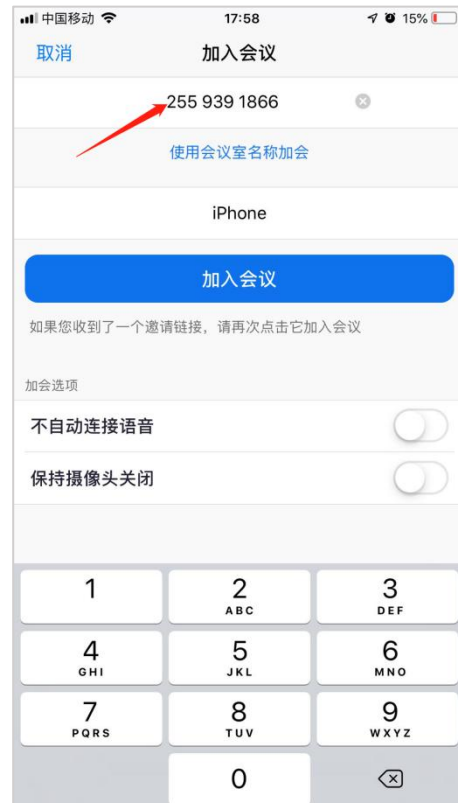 中国移动 17:58 15%
取消 加入会议
255 939 1866
使用会议室名称加会
iPhone
加入会议
如果您收到了一个邀请链接，请再次点击它加入会议
加会选项
不自动连接语音
保持摄像头关闭
1 2 3
ABC DEF
4 5 6
GHI JKL MNO
7 8 9
PQRS TUV WXYZ
0